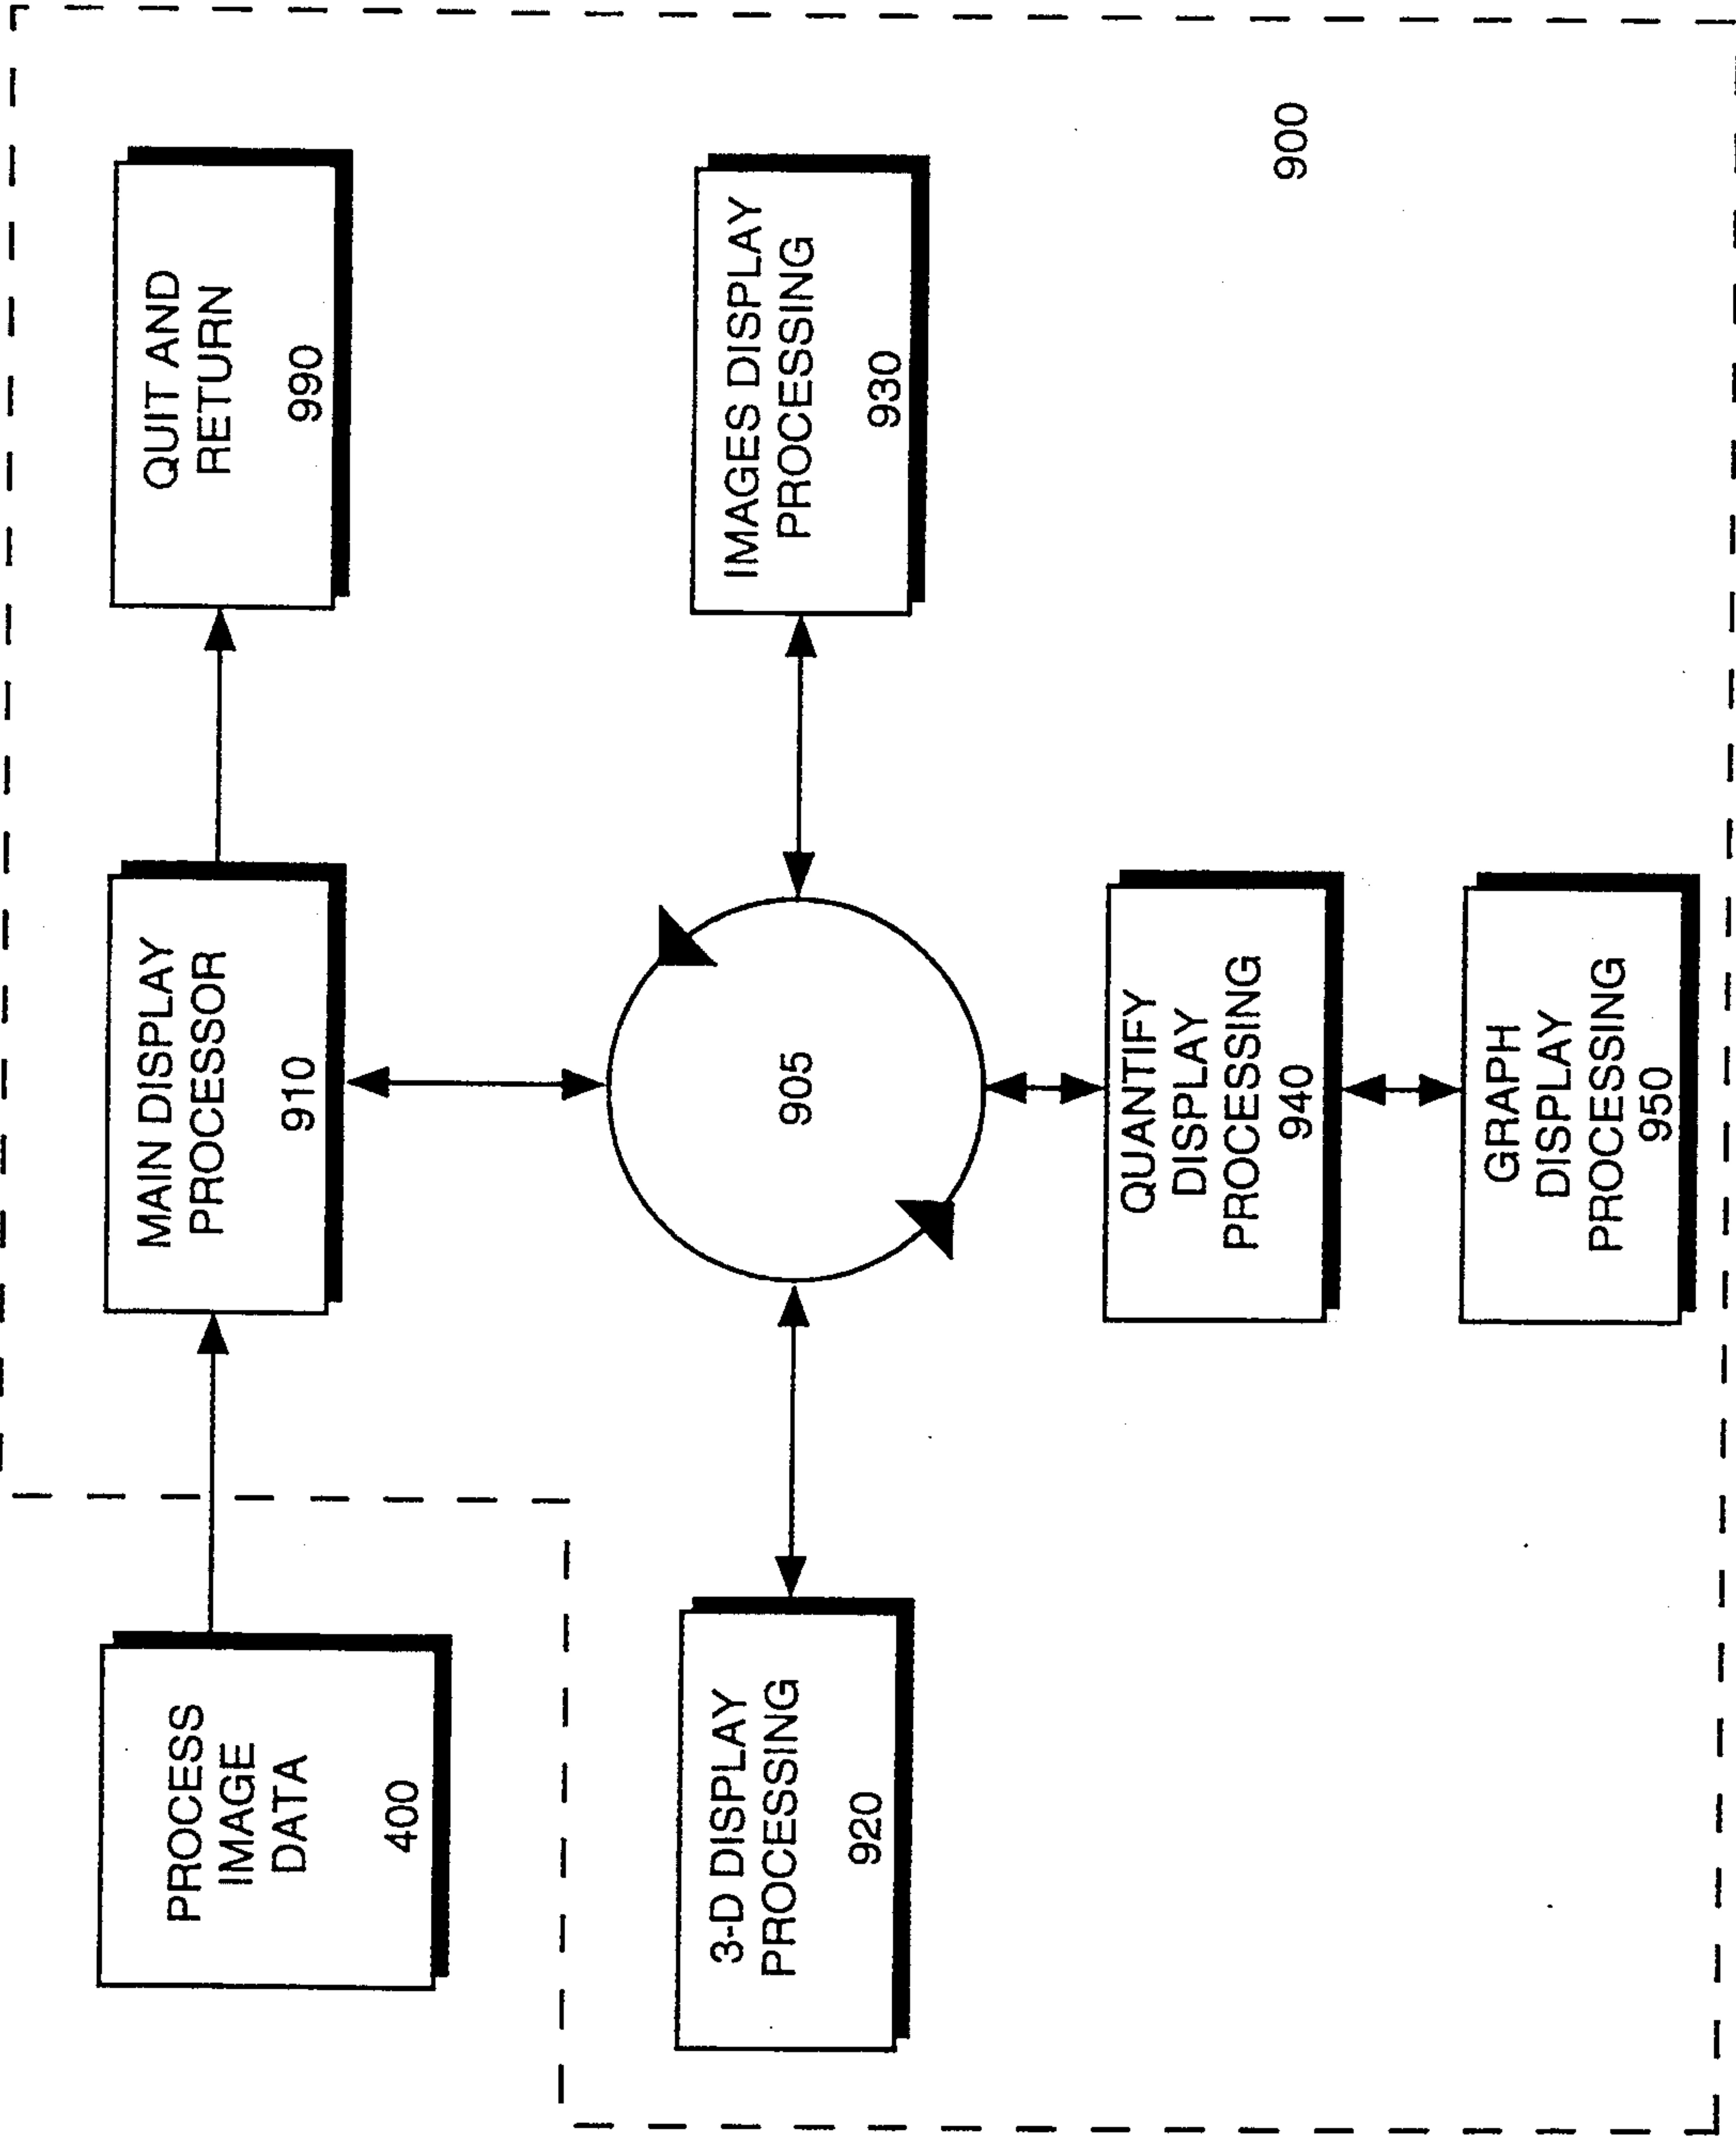 PROCESS
IMAGE
DATA
400
MAIN DISPLAY
PROCESSOR
910
QUIT AND
RETURN
990
3-D DISPLAY
PROCESSING
920
905
IMAGES DISPLAY
PROCESSING
930
QUANTIFY
DISPLAY
PROCESSING
940
GRAPH
DISPLAY
PROCESSING
950
900